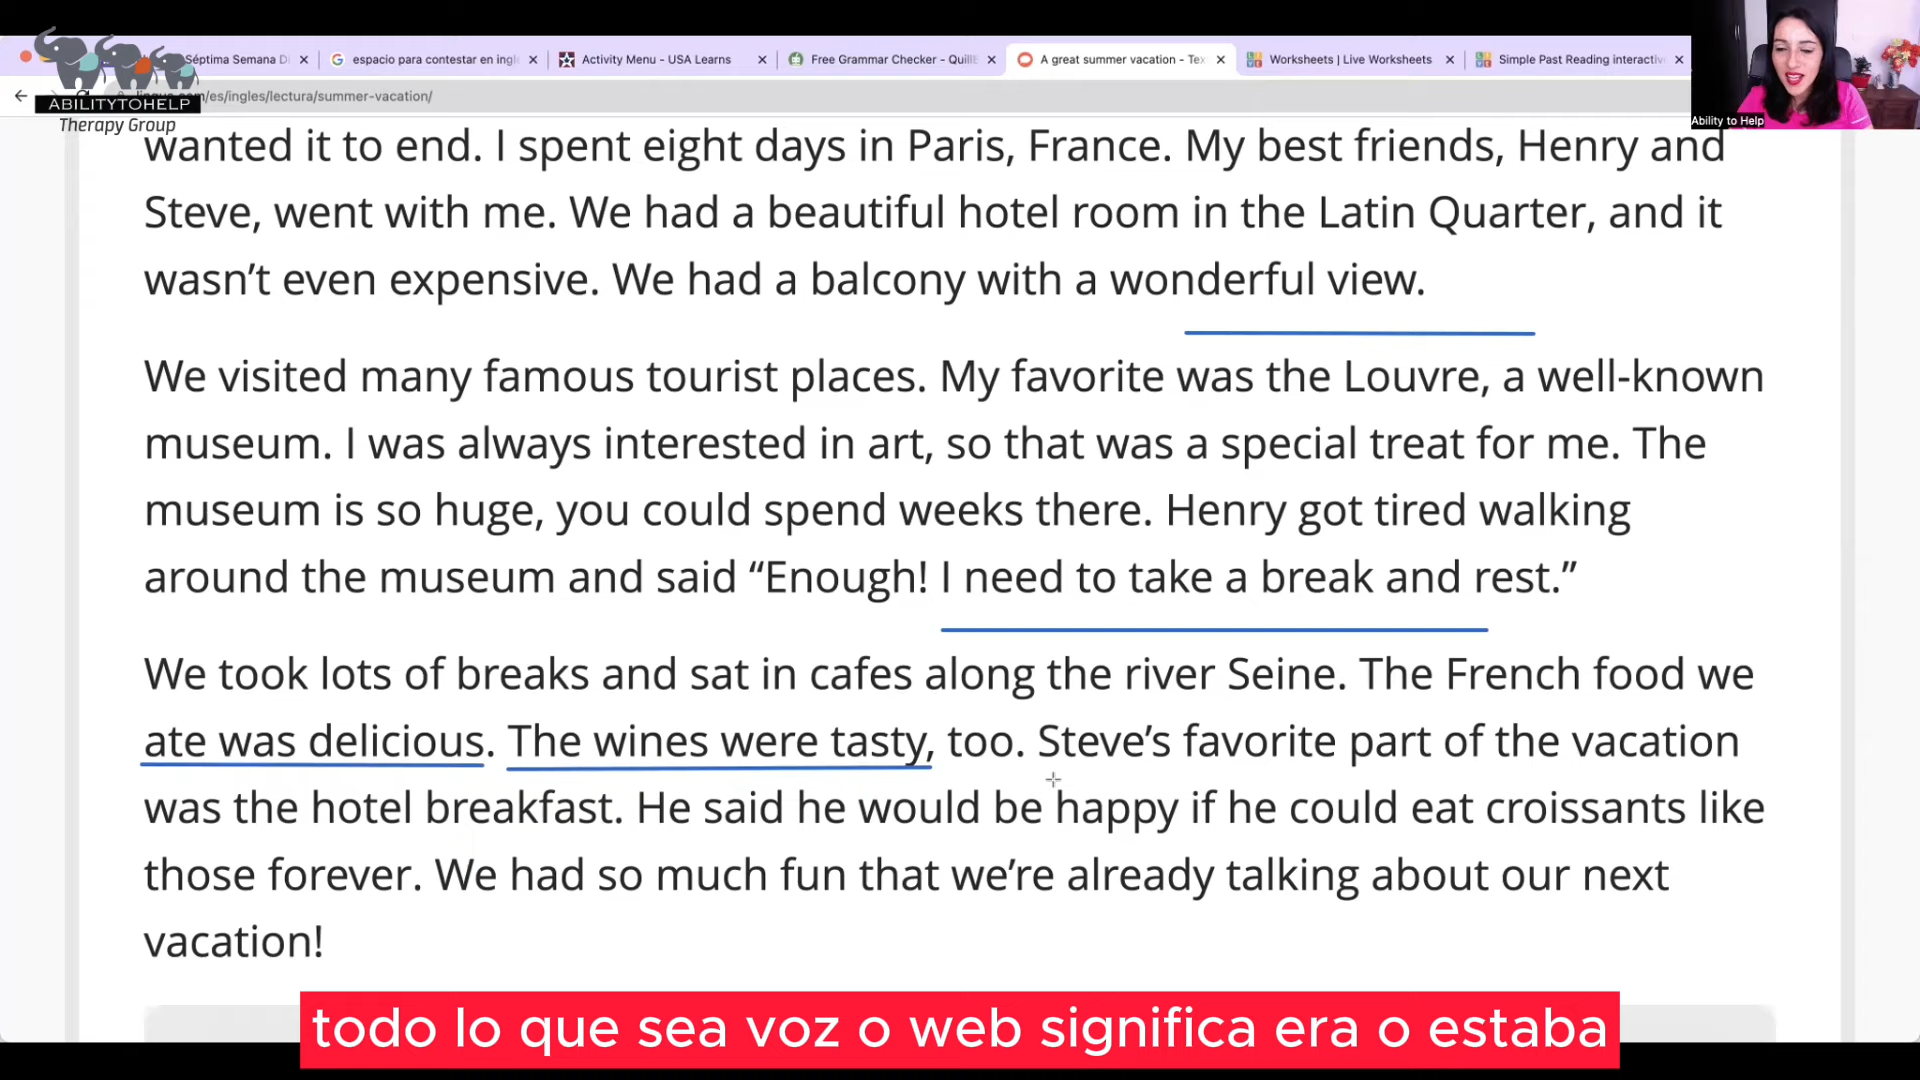 Séptima Semana Di
espacio para contestar en ingl
Activity Menu - USA Learns
Free Grammar Checker - QuillB
A great summer vacation - Tex
Worksheets | Live Worksheets
Simple Past Reading interactiv
ABILITYTOHELP
Therapy Group
/es/ingles/lectura/summer-vacation/
Ability to Help
wanted it to end. I spent eight days in Paris, France. My best friends, Henry and
Steve, went with me. We had a beautiful hotel room in the Latin Quarter, and it
wasn’t even expensive. We had a balcony with a wonderful view.
We visited many famous tourist places. My favorite was the Louvre, a well-known
museum. I was always interested in art, so that was a special treat for me. The
museum is so huge, you could spend weeks there. Henry got tired walking
around the museum and said “Enough! I need to take a break and rest.”
We took lots of breaks and sat in cafes along the river Seine. The French food we
ate was delicious. The wines were tasty, too. Steve’s favorite part of the vacation
was the hotel breakfast. He said he would be happy if he could eat croissants like
those forever. We had so much fun that we’re already talking about our next
vacation!
todo lo que sea voz o web significa era o estaba